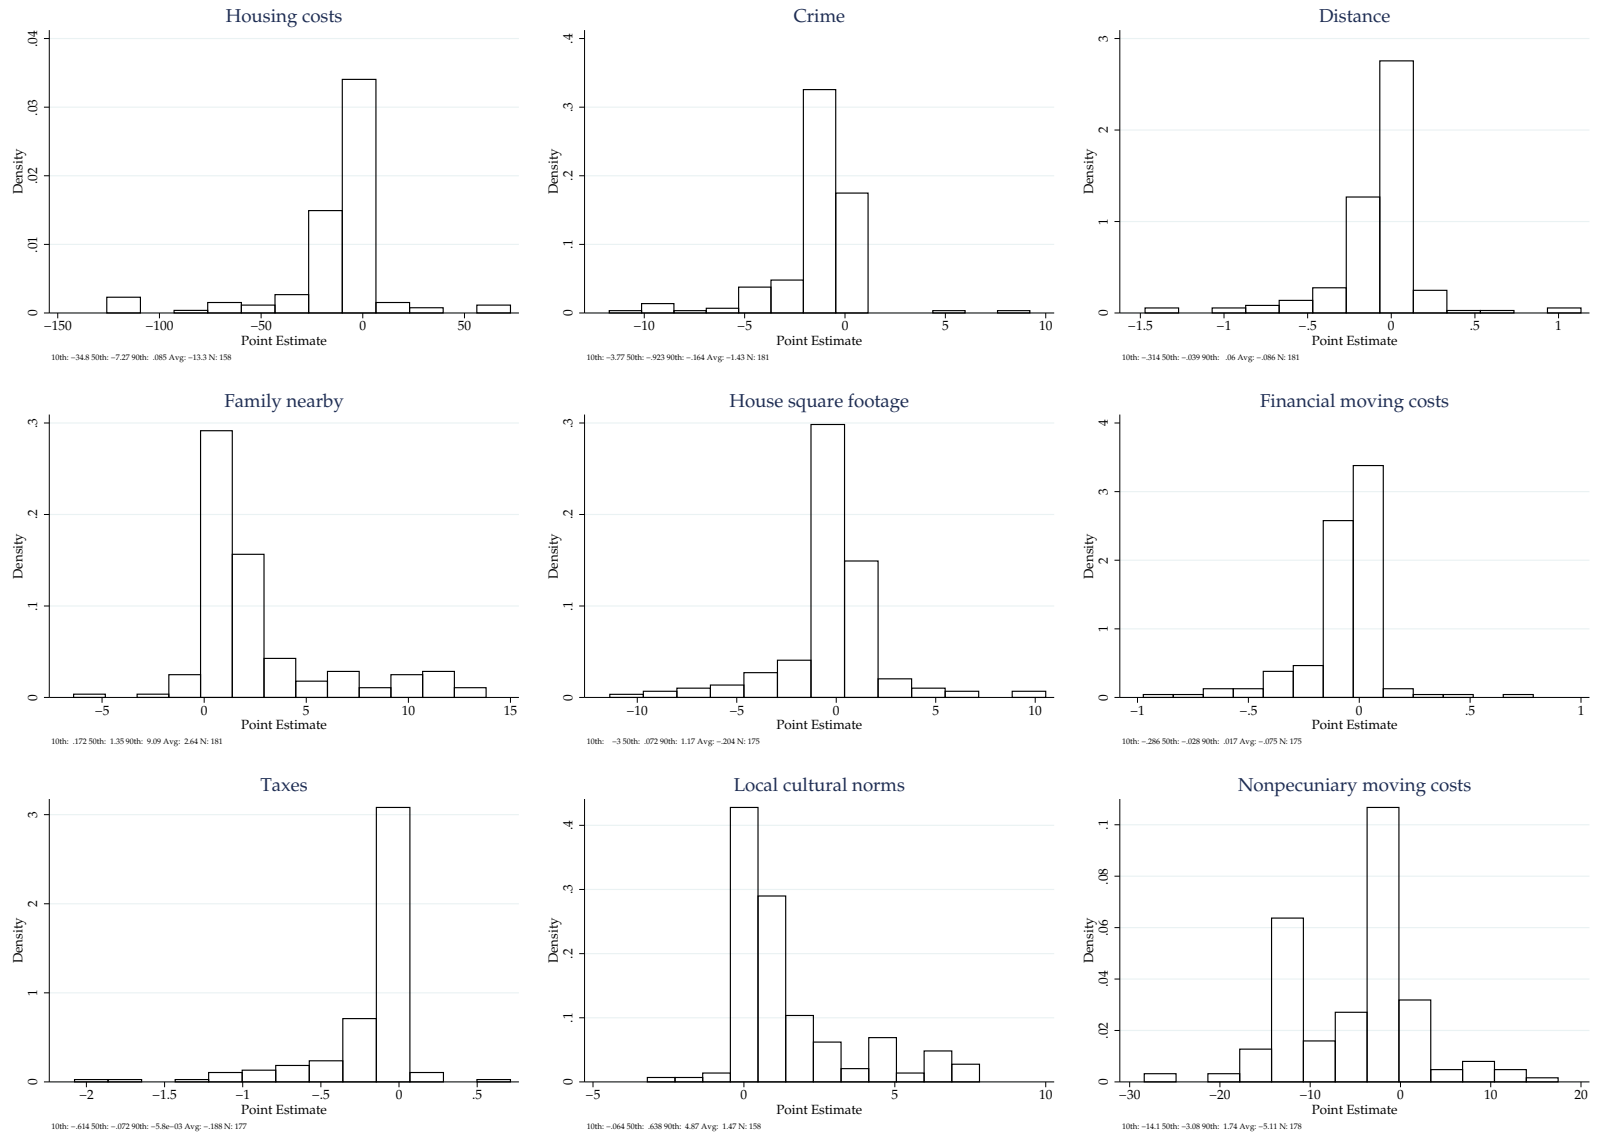 Housing costs
Density
0 .01 .02 .03 .04
−150 −100 −50 0 50
Point Estimate
10th: −34.8 50th: −7.27 90th: .085 Avg: −13.3 N: 158
Crime
Density
0 .1 .2 .3 .4
−10 −5 0 5 10
Point Estimate
10th: −3.77 50th: −.923 90th: −.164 Avg: −1.43 N: 181
Distance
Density
0 1 2 3
−1.5 −1 −.5 0 .5 1
Point Estimate
10th: −.314 50th: −.039 90th: .06 Avg: −.086 N: 181
Family nearby
Density
0 .1 .2 .3
−5 0 5 10 15
Point Estimate
10th: .172 50th: 1.35 90th: 9.09 Avg: 2.64 N: 181
House square footage
Density
0 .1 .2 .3
−10 −5 0 5 10
Point Estimate
10th: −3 50th: .072 90th: 1.17 Avg: −.204 N: 175
Financial moving costs
Density
0 1 2 3 4
−1 −.5 0 .5 1
Point Estimate
10th: −.286 50th: −.028 90th: .017 Avg: −.075 N: 175
Taxes
Density
0 1 2 3
−2 −1.5 −1 −.5 0 .5
Point Estimate
10th: −.614 50th: −.072 90th: −5.8e−03 Avg: −.188 N: 177
Local cultural norms
Density
0 .1 .2 .3 .4
−5 0 5 10
Point Estimate
10th: −.064 50th: .638 90th: 4.87 Avg: 1.47 N: 158
Nonpecuniary moving costs
Density
0 .02 .04 .06 .08 .1
−30 −20 −10 0 10 20
Point Estimate
10th: −14.1 50th: −3.08 90th: 1.74 Avg: −5.11 N: 178